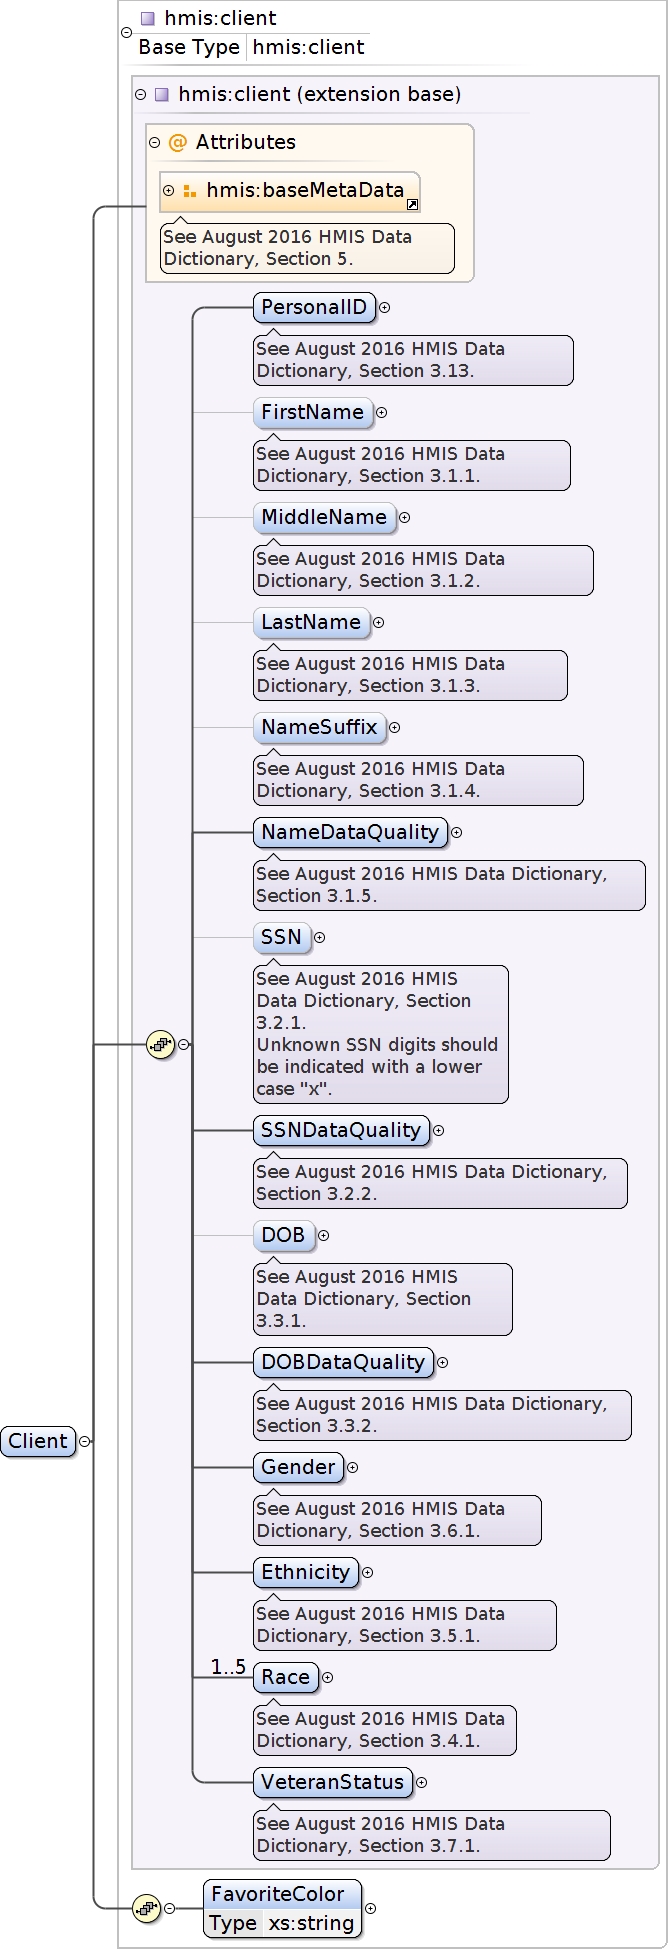 hmis:client
Base Type hmis:client
hmis:client (extension base)
@ Attributes
hmis:baseMetaData
See August 2016 HMIS Data
Dictionary, Section 5.
PersonalID
See August 2016 HMIS Data
Dictionary, Section 3.13.
FirstName
See August 2016 HMIS Data
Dictionary, Section 3.1.1.
MiddleName
See August 2016 HMIS Data
Dictionary, Section 3.1.2.
LastName
See August 2016 HMIS Data
Dictionary, Section 3.1.3.
NameSuffix
See August 2016 HMIS Data
Dictionary, Section 3.1.4.
NameDataQuality
See August 2016 HMIS Data Dictionary,
Section 3.1.5.
SSN
See August 2016 HMIS
Data Dictionary, Section
3.2.1.
Unknown SSN digits should
be indicated with a lower
case "x".
SSNDataQuality
See August 2016 HMIS Data Dictionary,
Section 3.2.2.
DOB
See August 2016 HMIS
Data Dictionary, Section
3.3.1.
DOBDataQuality
See August 2016 HMIS Data Dictionary,
Section 3.3.2.
Client
Gender
See August 2016 HMIS Data
Dictionary, Section 3.6.1.
Ethnicity
See August 2016 HMIS Data
Dictionary, Section 3.5.1.
1..5 Race
See August 2016 HMIS Data
Dictionary, Section 3.4.1.
VeteranStatus
See August 2016 HMIS Data
Dictionary, Section 3.7.1.
FavoriteColor
Type xs:string